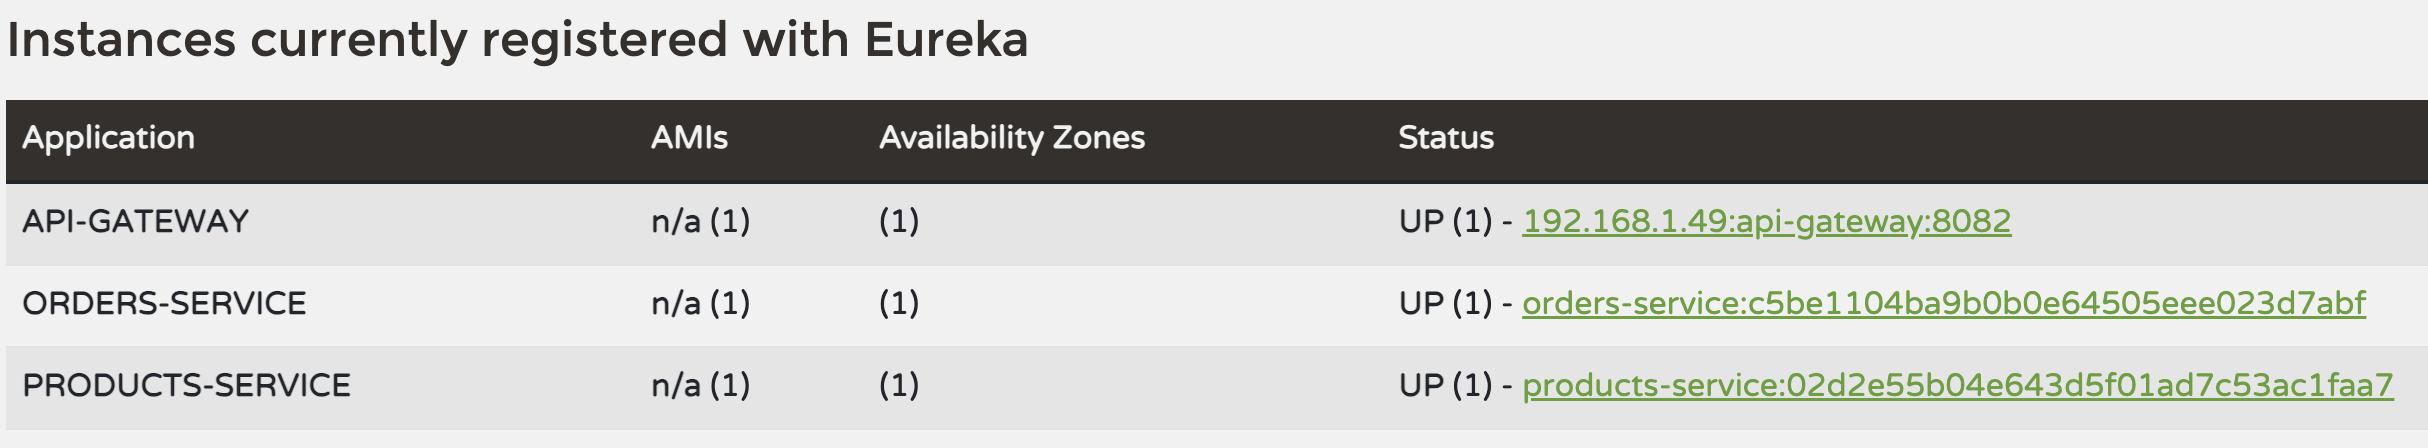 Instances currently registered with Eureka
Application AMIs Availability Zones Status
API-GATEWAY n/a (1) (1) UP (1) - 192.168.1.49:api-gateway:8082
ORDERS-SERVICE n/a (1) (1) UP (1) - orders-service:c5be1104ba9b0b0e64505eee023d7abf
PRODUCTS-SERVICE n/a (1) (1) UP (1) - products-service:02d2e55b04e643d5f01ad7c53ac1faa7